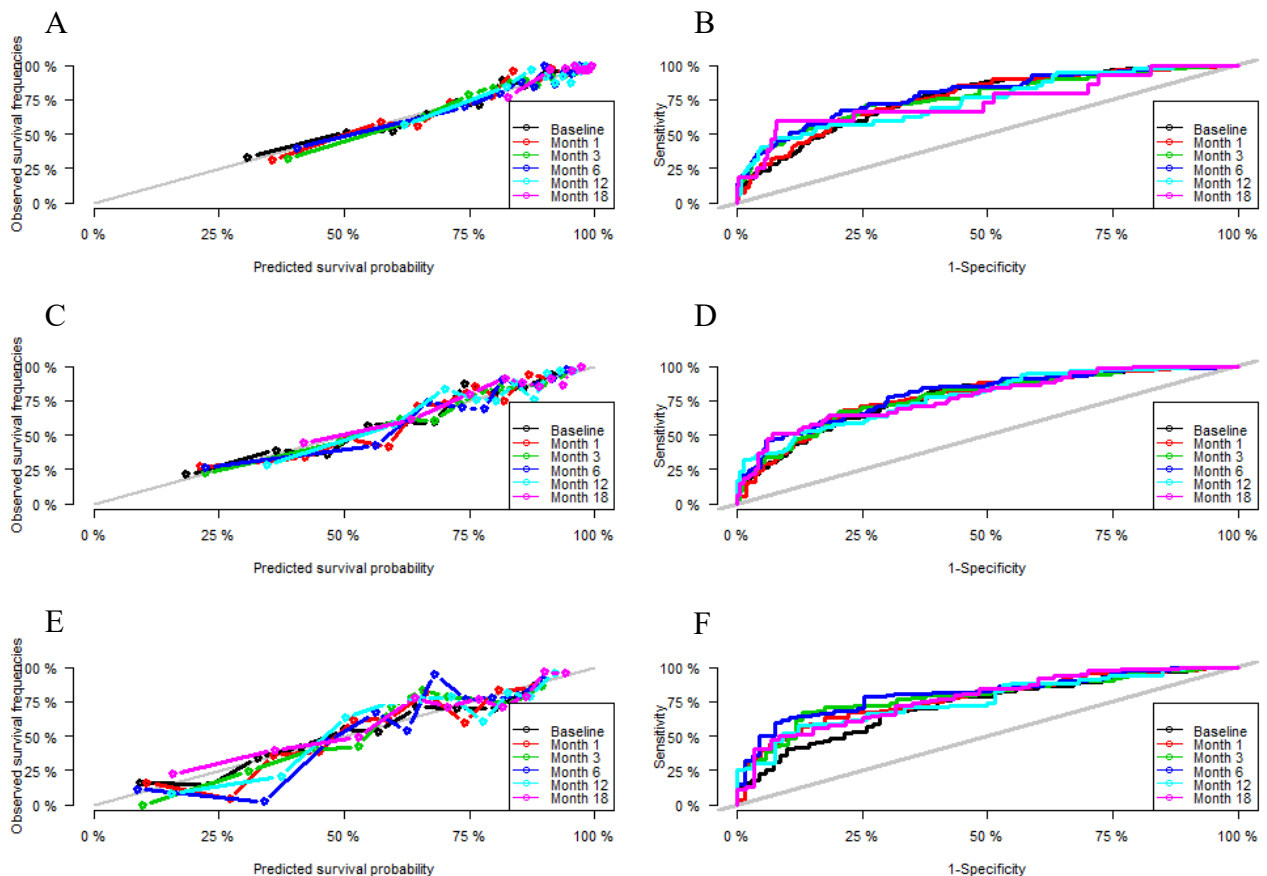 A
Observed survival frequencies
100 %
75 %
50 %
25 %
0 %
0 %
25 %
50 %
75 %
100 %
Predicted survival probability
Baseline
Month 1
Month 3
Month 6
Month 12
Month 18
B
Sensitivity
100 %
75 %
50 %
25 %
0 %
0 %
25 %
50 %
75 %
100 %
1-Specificity
Baseline
Month 1
Month 3
Month 6
Month 12
Month 18
C
Observed survival frequencies
100 %
75 %
50 %
25 %
0 %
0 %
25 %
50 %
75 %
100 %
Predicted survival probability
Baseline
Month 1
Month 3
Month 6
Month 12
Month 18
D
Sensitivity
100 %
75 %
50 %
25 %
0 %
0 %
25 %
50 %
75 %
100 %
1-Specificity
Baseline
Month 1
Month 3
Month 6
Month 12
Month 18
E
Observed survival frequencies
100 %
75 %
50 %
25 %
0 %
0 %
25 %
50 %
75 %
100 %
Predicted survival probability
Baseline
Month 1
Month 3
Month 6
Month 12
Month 18
F
Sensitivity
100 %
75 %
50 %
25 %
0 %
0 %
25 %
50 %
75 %
100 %
1-Specificity
Baseline
Month 1
Month 3
Month 6
Month 12
Month 18